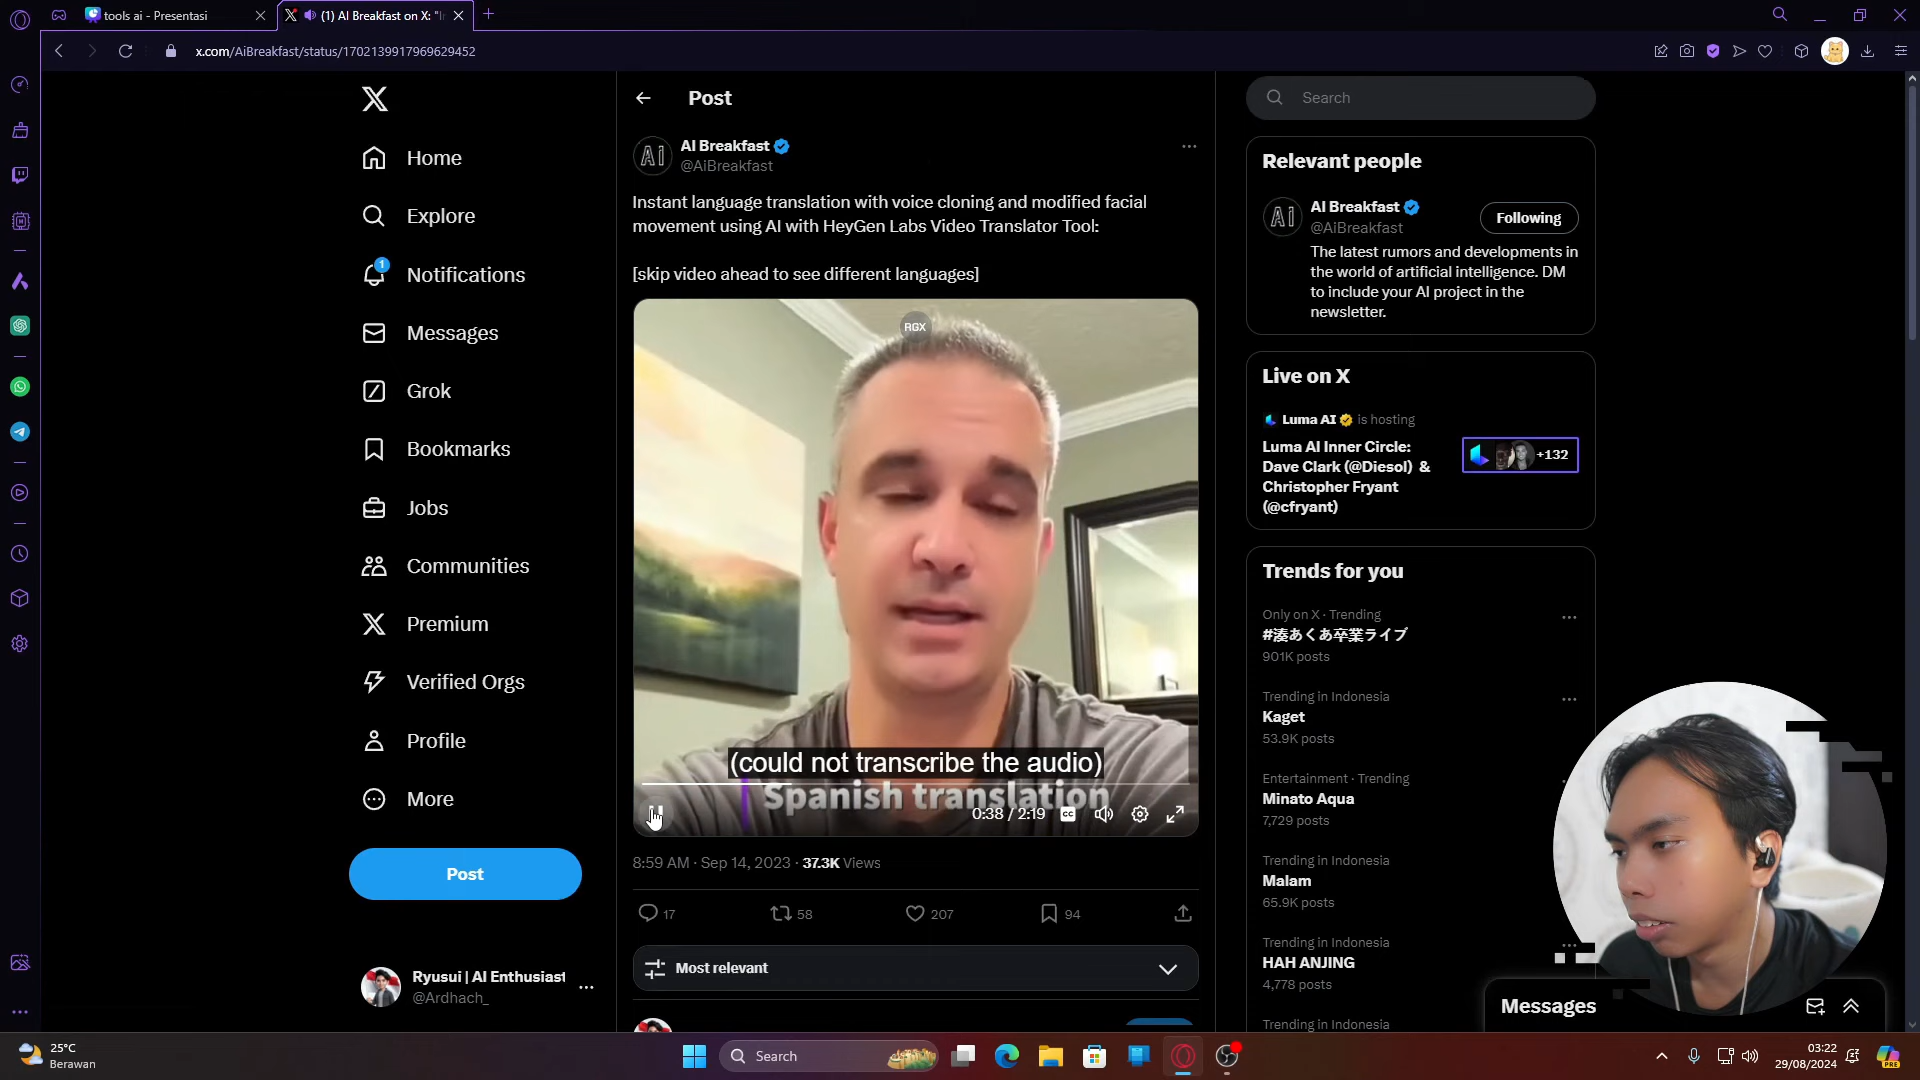 tools ai - Presentasi
(1) AI Breakfast on X: "I
x.com/AiBreakfast/status/1702139917969629452
Home
Explore
1
Notifications
Messages
Grok
Bookmarks
Jobs
Communities
Premium
Verified Orgs
Profile
More
Post
Ryusui | AI Enthusiast
@Ardhach_
Post
Ai
AI Breakfast
@AiBreakfast
Instant language translation with voice cloning and modified facial
movement using AI with HeyGen Labs Video Translator Tool:
[skip video ahead to see different languages]
RGX
(could not transcribe the audio)
Spanish translation
0:38 / 2:19
CC
8:59 AM · Sep 14, 2023 · 37.3K Views
17
58
207
94
Most relevant
Search
Relevant people
Ai
AI Breakfast
@AiBreakfast
Following
The latest rumors and developments in
the world of artificial intelligence. DM
to include your AI project in the
newsletter.
Live on X
Luma AI is hosting
Luma AI Inner Circle:
Dave Clark (@Diesol) &
Christopher Fryant
(@cfryant)
+132
Trends for you
Only on X · Trending
#湊あくあ卒業ライブ
901K posts
Trending in Indonesia
Kaget
53.9K posts
Entertainment · Trending
Minato Aqua
7,729 posts
Trending in Indonesia
Malam
65.9K posts
Trending in Indonesia
HAH ANJING
4,778 posts
Trending in Indonesia
Messages
25°C
Berawan
Search
03:22
29/08/2024
PRE